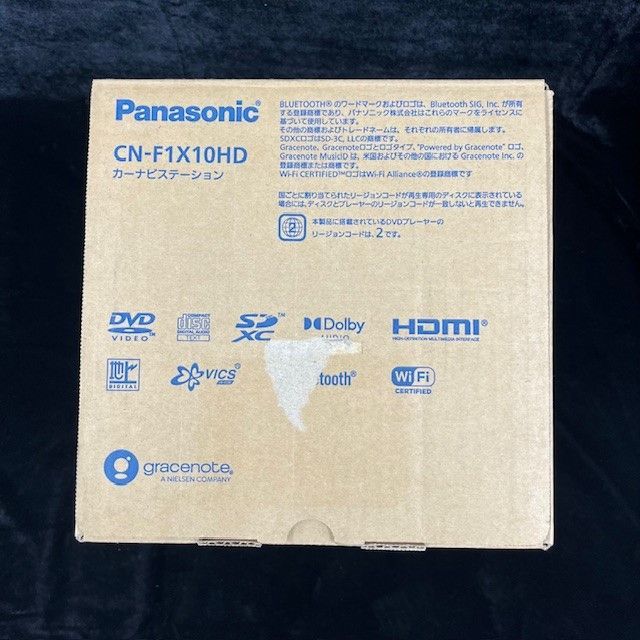 Panasonic®
CN-F1X10HD
カーナビステーション
BLUETOOTH® のワードマークおよびロゴは、Bluetooth SIG, Inc. が所有
する登録商標であり、パナソニック株式会社はこれらのマークをライセンスに
基づいて使用しています。
その他の商標およびトレードネームは、それぞれの所有者に帰属します。
SDXCロゴはSD-3C, LLCの商標です。
Gracenote、Gracenoteロゴとロゴタイプ、"Powered by Gracenote" ロゴ、
Gracenote MusicID は、米国およびその他の国における Gracenote Inc. の
登録商標または商標です。
Wi-Fi CERTIFIED™ロゴはWi-Fi Alliance®の登録商標です
国ごとに割り当てられたリージョンコードが再生専用のディスクに表示されている
場合には、ディスクとプレーヤーのリージョンコードが一致しないと再生できません。
2
本製品に搭載されているDVDプレーヤーの
リージョンコードは、2 です。
DVD VIDEO™
COMPACT disc DIGITAL AUDIO TEXT
SD XC™
Dolby AUDIO
HDMI® HIGH-DEFINITION MULTIMEDIA INTERFACE
地上 DIGITAL
VICS
tooth®
Wi Fi CERTIFIED
gracenote®
A NIELSEN COMPANY